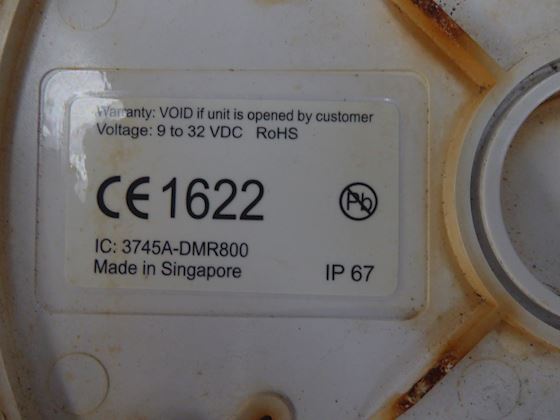 Warranty: VOID if unit is opened by customer
Voltage: 9 to 32 VDC RoHS
CE 1622
Pb
IC: 3745A-DMR800
Made in Singapore
IP 67